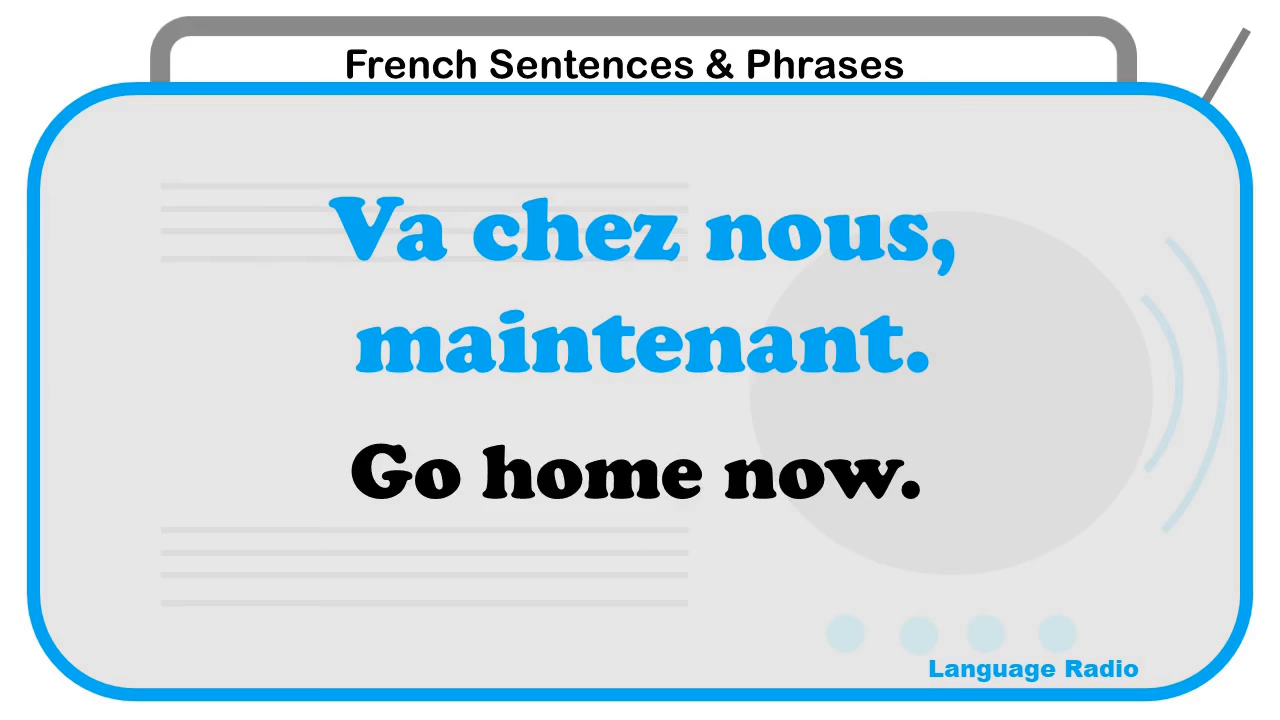 French Sentences & Phrases
Va chez nous,
maintenant.
Go home now.
Language Radio